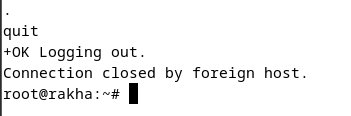 .
quit
+OK Logging out.
Connection closed by foreign host.
root@rakha:~#